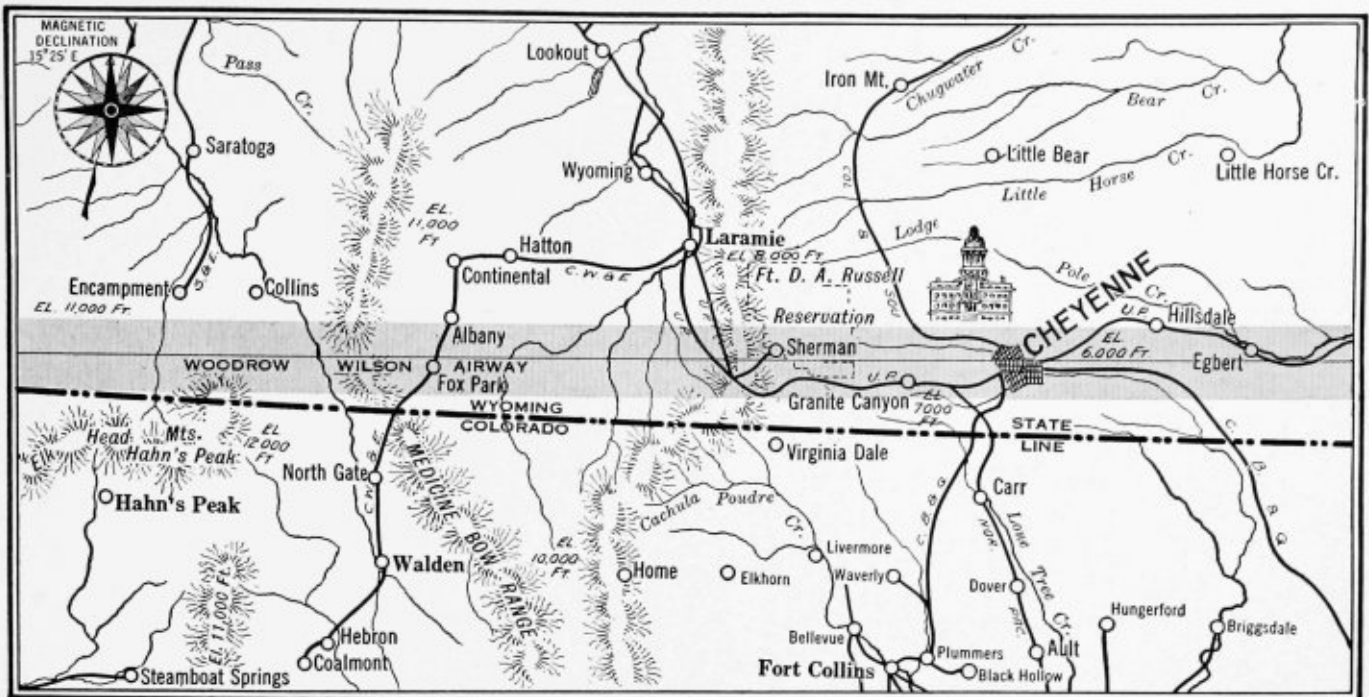 MAGNETIC
DECLINATION
15° 25' E
Pass
Cr.
Lookout
Iron Mt.
Chugwater
Cr.
Bear
Cr.
Saratoga
Wyoming
Little Bear
Little
Horse
Cr.
Little Horse Cr.
EL.
11,000
FT
COL.
&
SOU
Lodge
Pole
Cr.
Laramie
EL 8,000 FT.
Hatton
Continental
C. W & E
Ft. D. A. Russell
Reservation
Encampment
S. & E.
EL. 11,000 Ft.
Collins
Albany
U. P.
Sherman
CHEYENNE
U.P.
Hillsdale
EL
6,000 FT.
Egbert
WOODROW
WILSON
AIRWAY
Fox Park
U. P.
Granite Canyon
EL
7000
FT
WYOMING
COLORADO
STATE
LINE
Elk
Head
Mts.
Hahn's Peak
EL
12,000
FT
Virginia Dale
North Gate
MEDICINE
BOW
RANGE
Hahn's Peak
C. W. & E.
Cachula
Poudre
Cr.
C. B. & Q
Carr
C.
B.
&
Q
NOR.
PAC.
Lone
Tree
Cr.
Walden
EL
10,000
FT.
Home
Elkhorn
Livermore
Waverly
Dover
EL 11,000 Ft.
Hebron
Coalmont
Steamboat Springs
Bellevue
Fort Collins
Plummers
Black Hollow
Ault
Hungerford
Briggsdale